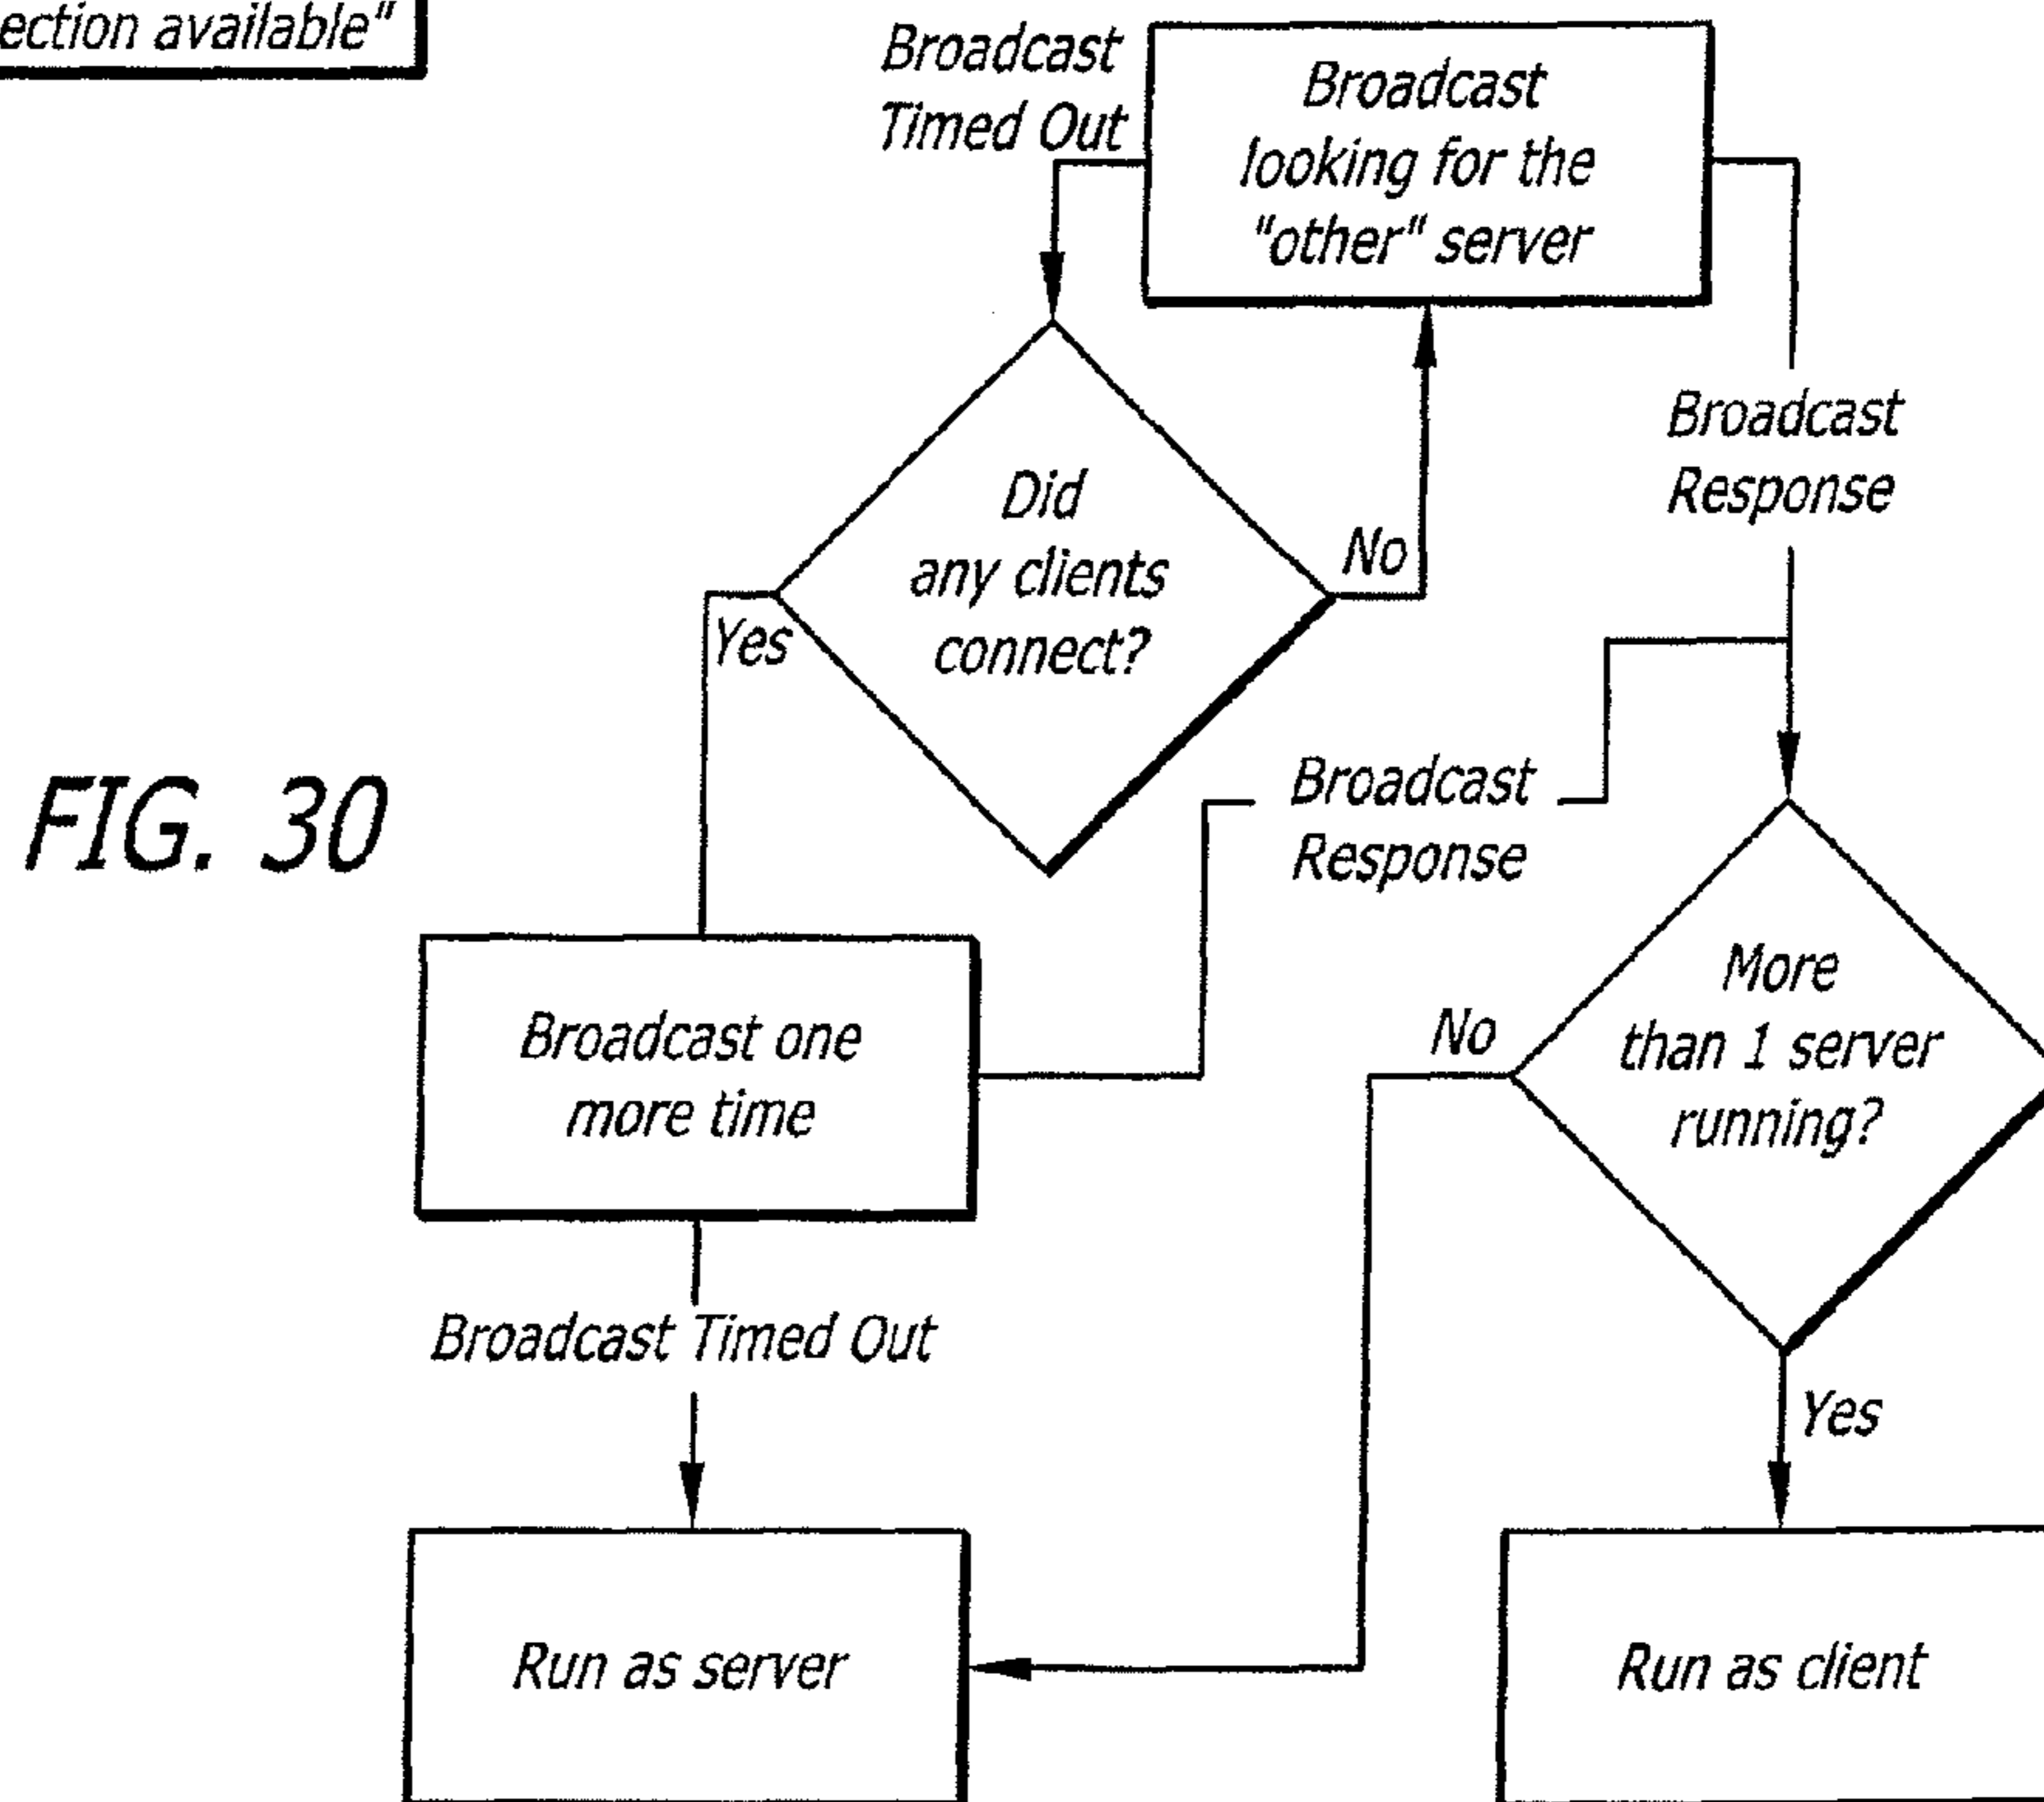 ection available"
Broadcast
Timed Out
Broadcast
looking for the
"other" server
Broadcast
Response
Did
any clients
connect?
No
Yes
FIG. 30
Broadcast
Response
More
than 1 server
running?
No
Broadcast one
more time
Broadcast Timed Out
Yes
Run as server
Run as client